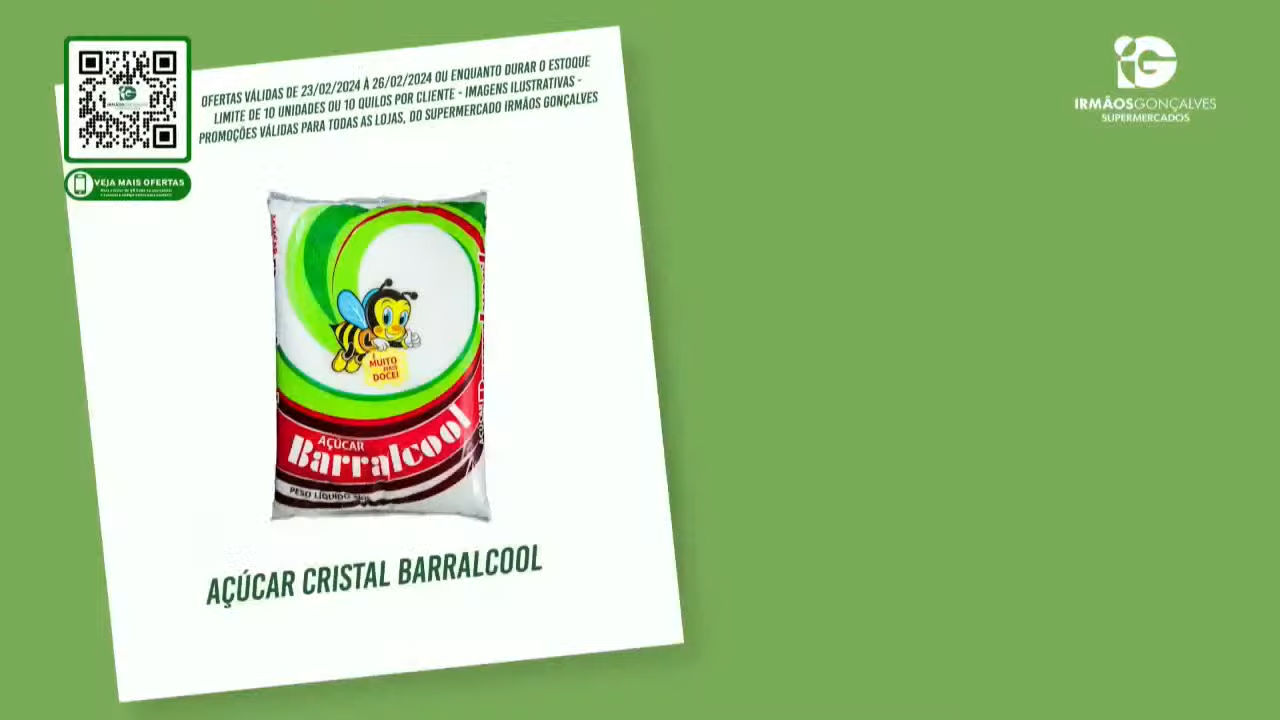 OFERTAS VÁLIDAS DE 23/02/2024 À 26/02/2024 OU ENQUANTO DURAR O ESTOQUE
LIMITE DE 10 UNIDADES OU 10 QUILOS POR CLIENTE - IMAGENS ILUSTRATIVAS -
PROMOÇÕES VÁLIDAS PARA TODAS AS LOJAS, DO SUPERMERCADO IRMÃOS GONÇALVES
VEJA MAIS OFERTAS
iG
IRMÃOSGONÇALVES
SUPERMERCADOS
MUITO
MAIS
DOCE!
AÇÚCAR
Barralcool
PESO LÍQUIDO
AÇÚCAR CRISTAL BARRALCOOL